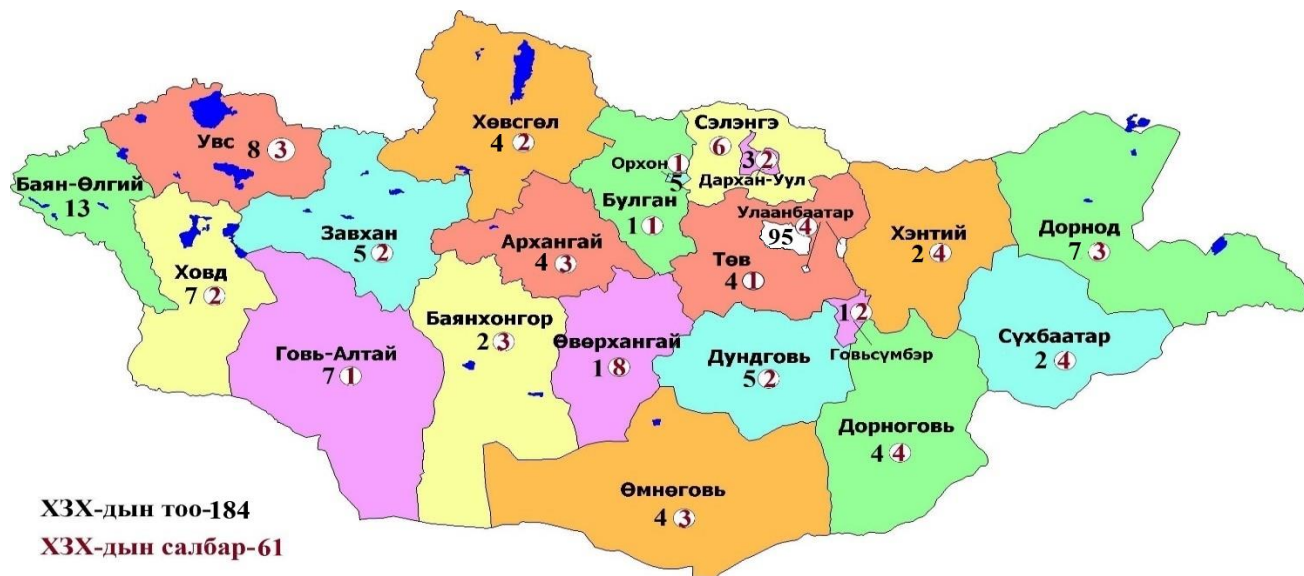 Увс
8 3
Баян-Өлгий
13
Ховд
7 2
Завхан
5 2
Говь-Алтай
7 1
Хөвсгөл
4 2
Архангай
4 3
Баянхонгор
2 3
Өвөрхангай
1 8
Орхон 1
5
Булган
1 1
Сэлэнгэ
6
3 2
Дархан-Уул
Улаанбаатар
95 4
Төв
4 1
1 2
Говьсүмбэр
Дундговь
5 2
Өмнөговь
4 3
Дорноговь
4 4
Хэнтий
2 4
Сүхбаатар
2 4
Дорнод
7 3
ХЗХ-дын тоо-184
ХЗХ-дын салбар-61